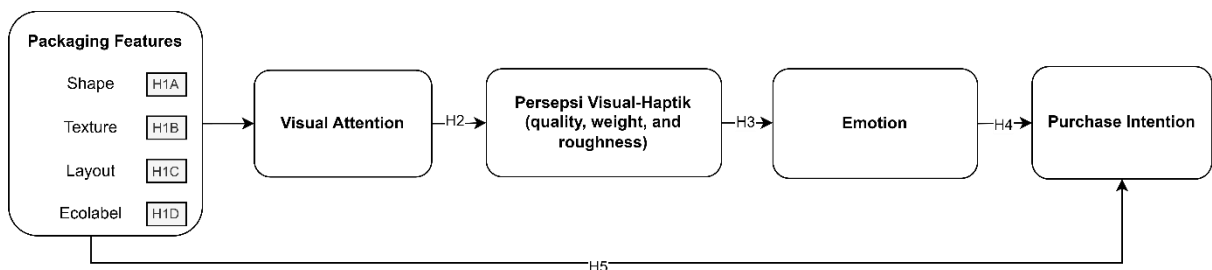 Packaging Features
Shape H1A
Texture H1B
Layout H1C
Ecolabel H1D
Visual Attention
H2
Persepsi Visual-Haptik
(quality, weight, and
roughness)
H3
Emotion
H4
Purchase Intention
H5